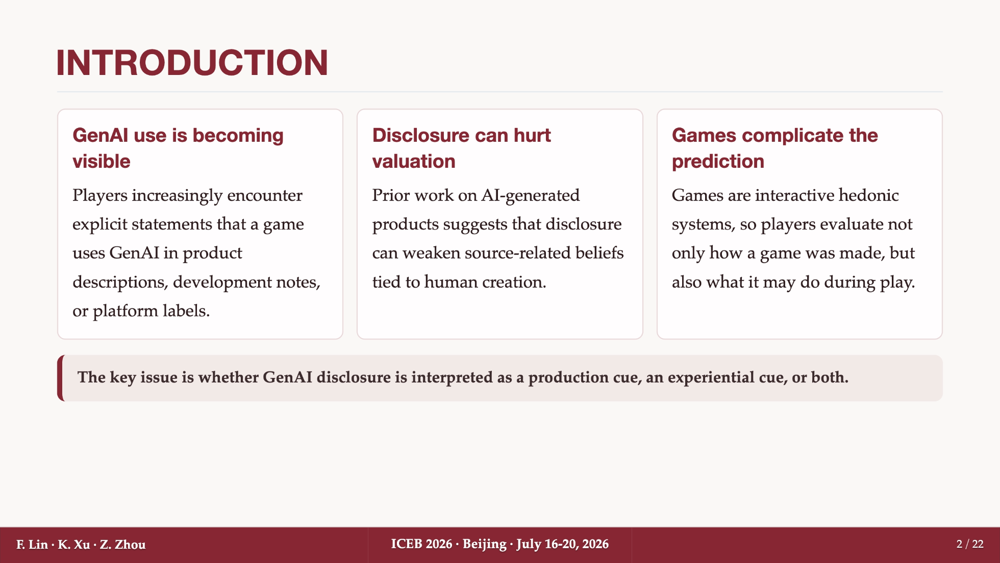 INTRODUCTION
GenAI use is becoming
visible
Players increasingly encounter
explicit statements that a game
uses GenAI in product
descriptions, development notes,
or platform labels.
Disclosure can hurt
valuation
Prior work on AI-generated
products suggests that disclosure
can weaken source-related beliefs
tied to human creation.
Games complicate the
prediction
Games are interactive hedonic
systems, so players evaluate not
only how a game was made, but
also what it may do during play.
The key issue is whether GenAI disclosure is interpreted as a production cue, an experiential cue, or both.
F. Lin · K. Xu · Z. Zhou
ICEB 2026 · Beijing · July 16-20, 2026
2 / 22